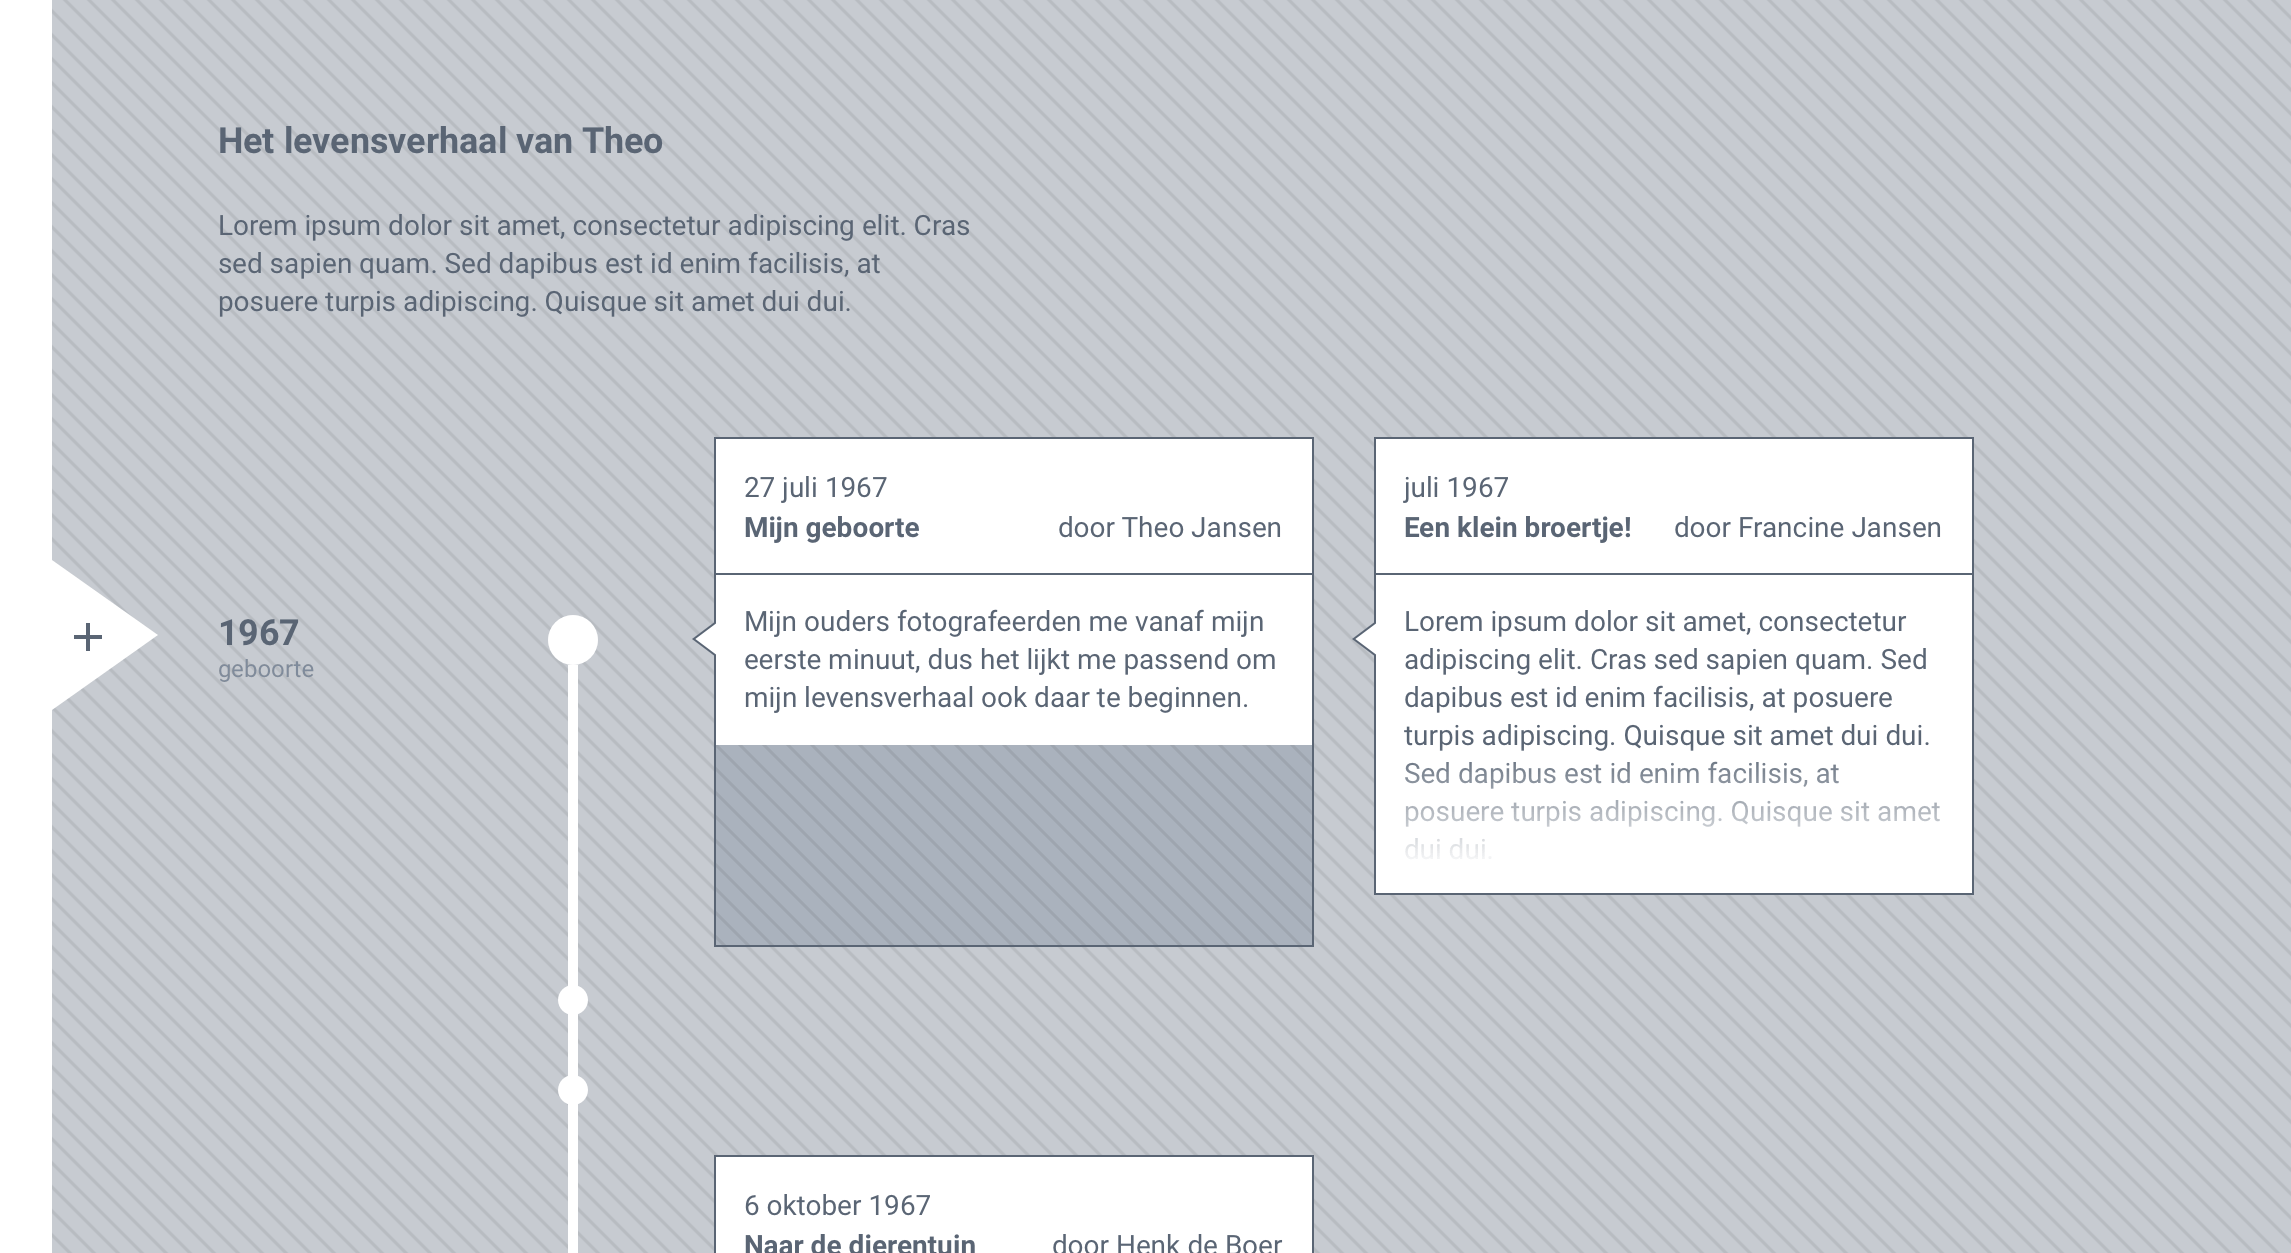 Het levensverhaal van Theo
Lorem ipsum dolor sit amet, consectetur adipiscing elit. Cras
sed sapien quam. Sed dapibus est id enim facilisis, at
posuere turpis adipiscing. Quisque sit amet dui dui.
+
1967
geboorte
27 juli 1967
Mijn geboorte door Theo Jansen
Mijn ouders fotografeerden me vanaf mijn
eerste minuut, dus het lijkt me passend om
mijn levensverhaal ook daar te beginnen.
juli 1967
Een klein broertje! door Francine Jansen
Lorem ipsum dolor sit amet, consectetur
adipiscing elit. Cras sed sapien quam. Sed
dapibus est id enim facilisis, at posuere
turpis adipiscing. Quisque sit amet dui dui.
Sed dapibus est id enim facilisis, at
posuere turpis adipiscing. Quisque sit amet
dui dui.
6 oktober 1967
Naar de dierentuin door Henk de Boer